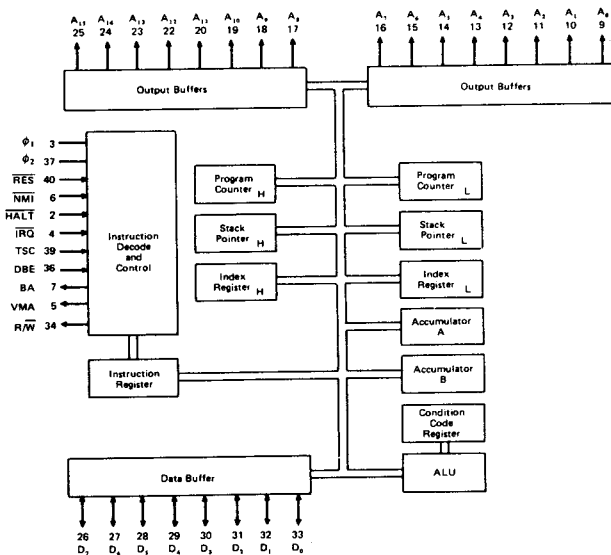 A₁₅ A₁₄ A₁₃ A₁₂ A₁₁ A₁₀ A₉ A₈
25 24 23 22 20 19 18 17
A₇ A₆ A₅ A₄ A₃ A₂ A₁ A₀
16 15 14 13 12 11 10 9
Output Buffers
Output Buffers
ϕ₁ 3
ϕ₂ 37
R̅E̅S̅ 40
N̅M̅I̅ 6
H̅A̅L̅T̅ 2
I̅R̅Q̅ 4
TSC 39
DBE 36
BA 7
VMA 5
R/W̅ 34
Instruction
Decode
and
Control
Program
Counter H
Program
Counter L
Stack
Pointer H
Stack
Pointer L
Index
Register H
Index
Register L
Accumulator
A
Instruction
Register
Accumulator
B
Condition
Code
Register
Data Buffer
ALU
26 27 28 29 30 31 32 33
D₇ D₆ D₅ D₄ D₃ D₂ D₁ D₀